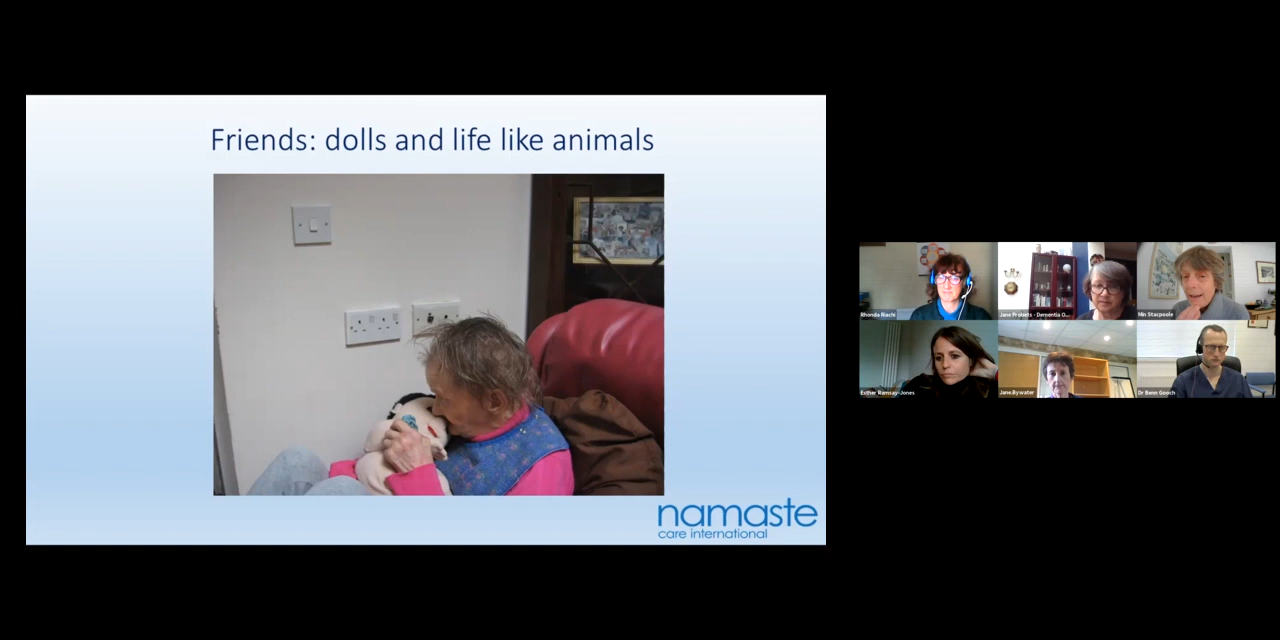 Friends: dolls and life like animals
namaste
care international
Rhonda Riachi
Jane Probets - Dementia O...
Min Stacpoole
Esther Ramsay-Jones
Jane.Bywater
Dr Benn Gooch